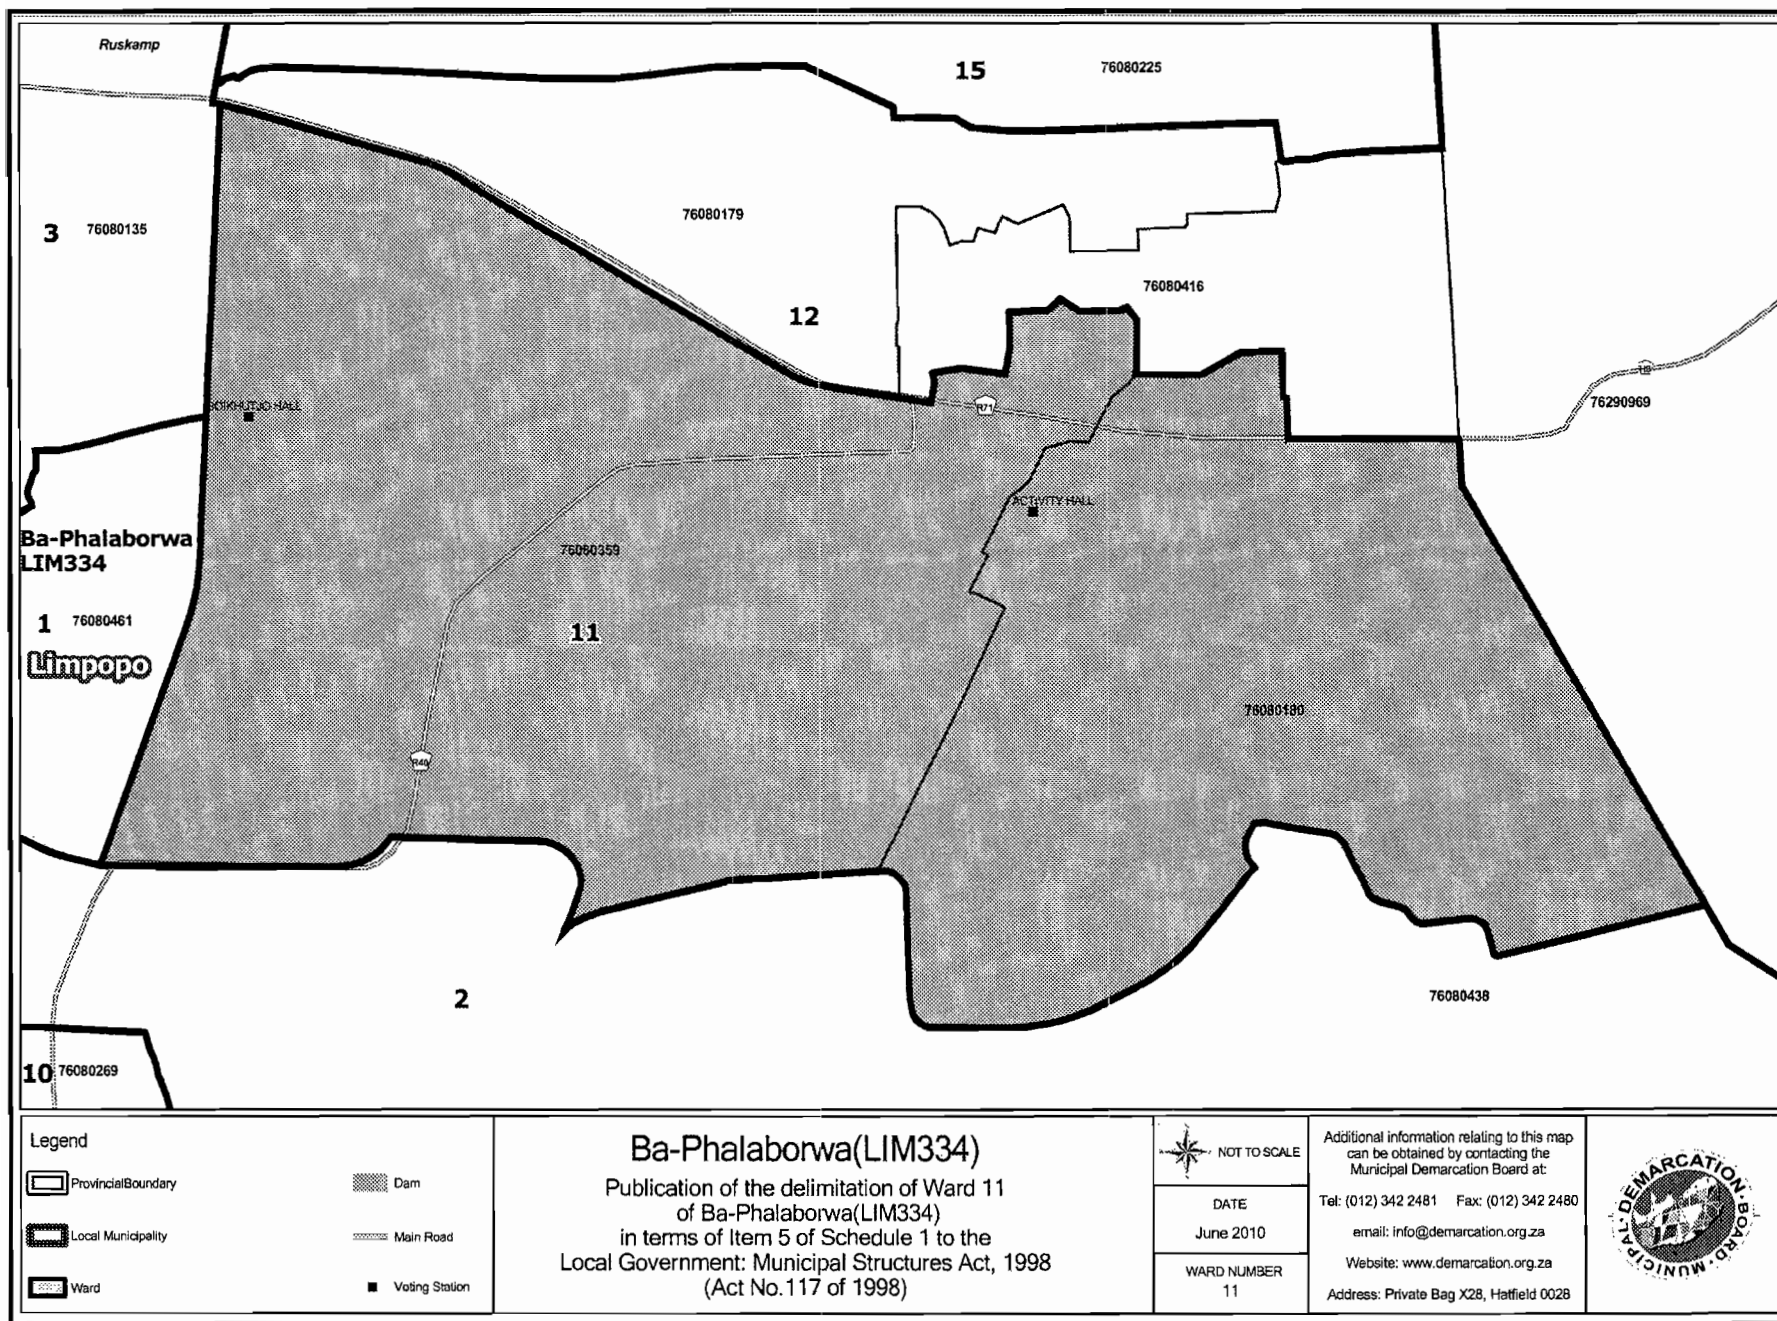 Ruskamp
15
76080225
3
76080135
76080179
12
76080416
R71
76290969
ACTIVITY HALL
Ba-Phalaborwa
LIM334
76080359
1
76080461
11
Limpopo
76080180
R40
2
76080438
10
76080269
Legend
ProvincialBoundary
Dam
Local Municipality
Main Road
Ward
Voting Station
Ba-Phalaborwa(LIM334)
Publication of the delimitation of Ward 11
of Ba-Phalaborwa(LIM334)
in terms of Item 5 of Schedule 1 to the
Local Government: Municipal Structures Act, 1998
(Act No.117 of 1998)
NOT TO SCALE
DATE
June 2010
WARD NUMBER
11
Additional information relating to this map
can be obtained by contacting the
Municipal Demarcation Board at:
Tel: (012) 342 2481 Fax: (012) 342 2480
email: info@demarcation.org.za
Website: www.demarcation.org.za
Address: Private Bag X28, Hatfield 0028
MUNICIPAL DEMARCATION BOARD